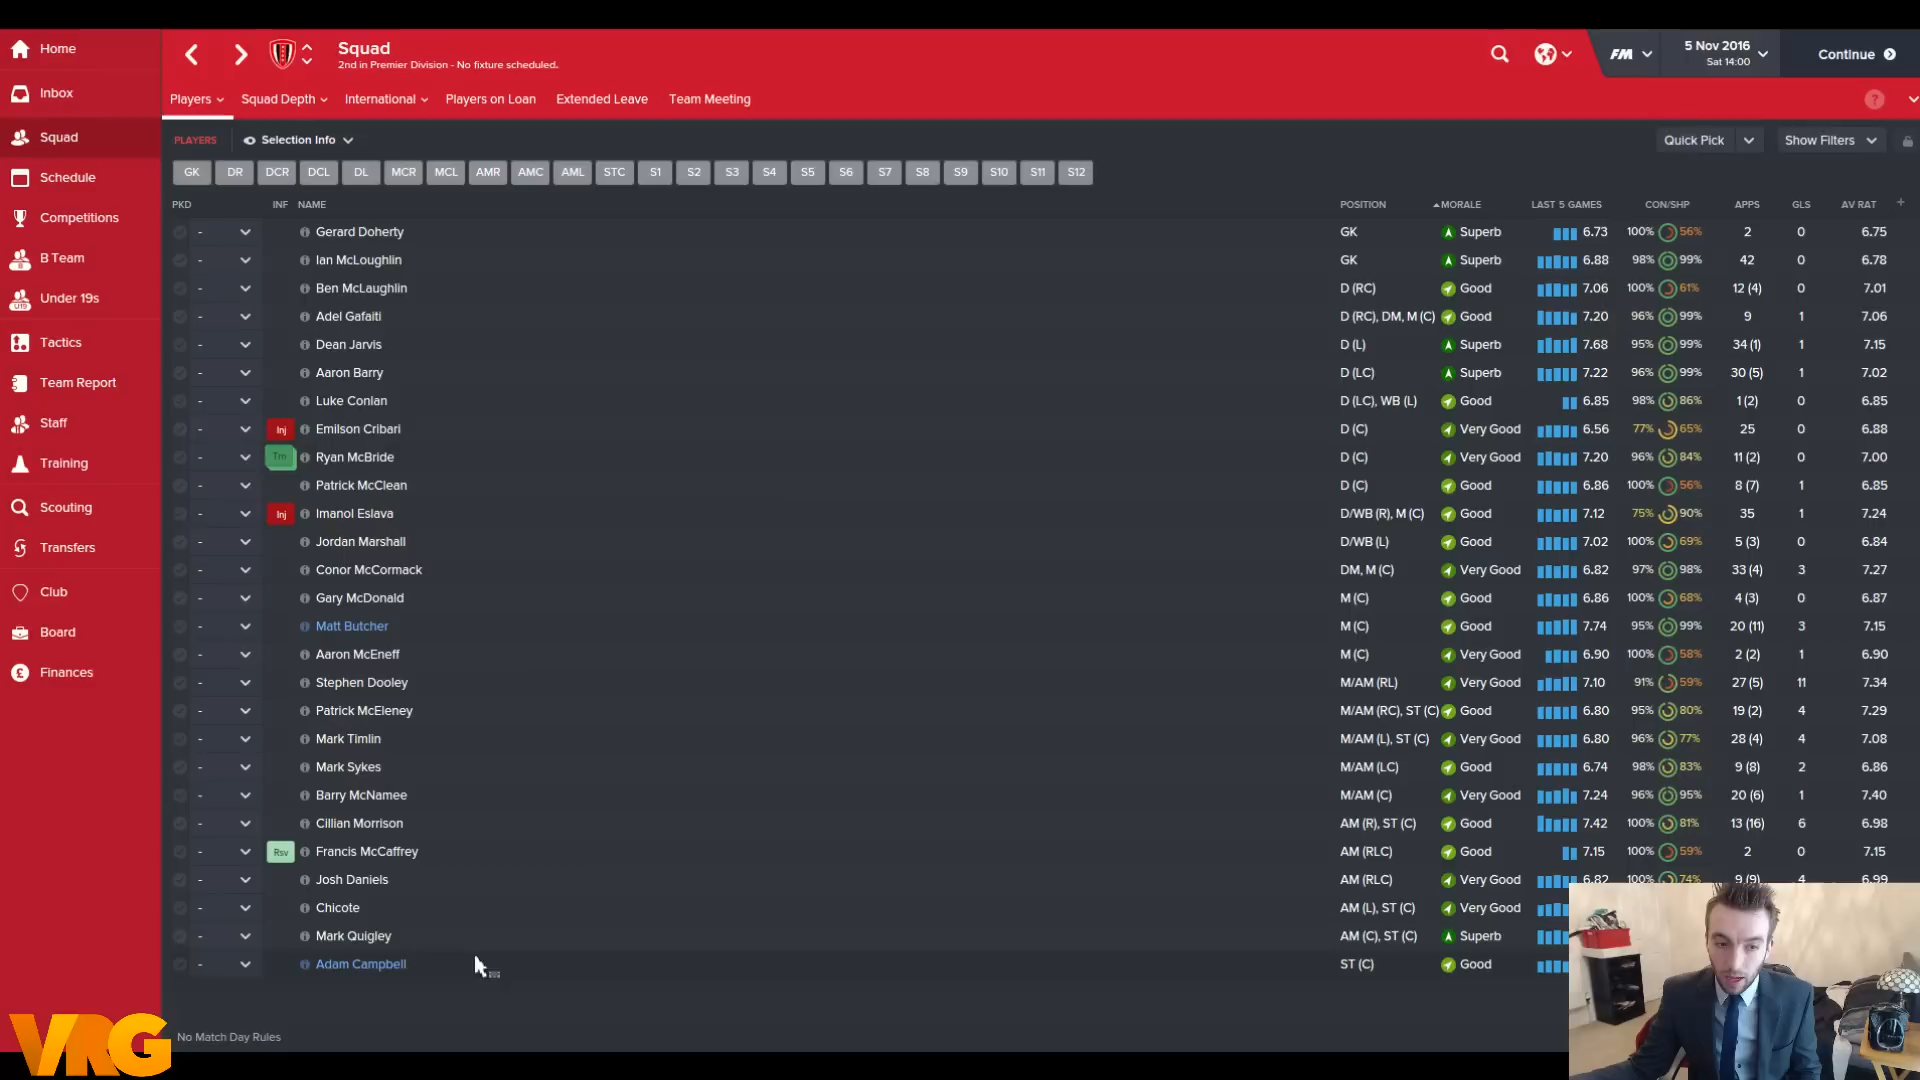 Home
Inbox
Squad
Schedule
Competitions
B Team
Under 19s
Tactics
Team Report
Staff
Training
Scouting
Transfers
Club
Board
Finances
Squad
2nd in Premier Division - No fixture scheduled.
FM
5 Nov 2016
Sat 14:00
Continue
Players Squad Depth International Players on Loan Extended Leave Team Meeting ?
PLAYERS Selection Info Quick Pick Show Filters
GK DR DCR DCL DL MCR MCL AMR AMC AML STC S1 S2 S3 S4 S5 S6 S7 S8 S9 S10 S11 S12
PKD INF NAME POSITION MORALE LAST 5 GAMES CON/SHP APPS GLS AV RAT +
- Gerard Doherty GK Superb 6.73 100% 56% 2 0 6.75
- Ian McLoughlin GK Superb 6.88 98% 99% 42 0 6.78
- Ben McLaughlin D (RC) Good 7.06 100% 61% 12 (4) 0 7.01
- Adel Gafaiti D (RC), DM, M (C) Good 7.20 96% 99% 9 1 7.06
- Dean Jarvis D (L) Superb 7.68 95% 99% 34 (1) 1 7.15
- Aaron Barry D (LC) Superb 7.22 96% 99% 30 (5) 1 7.02
- Luke Conlan D (LC), WB (L) Good 6.85 98% 86% 1 (2) 0 6.85
- Inj Emilson Cribari D (C) Very Good 6.56 77% 65% 25 0 6.88
- Trn Ryan McBride D (C) Very Good 7.20 96% 84% 11 (2) 0 7.00
- Patrick McClean D (C) Good 6.86 100% 56% 8 (7) 1 6.85
- Inj Imanol Eslava D/WB (R), M (C) Good 7.12 75% 90% 35 1 7.24
- Jordan Marshall D/WB (L) Good 7.02 100% 69% 5 (3) 0 6.84
- Conor McCormack DM, M (C) Very Good 6.82 97% 98% 33 (4) 3 7.27
- Gary McDonald M (C) Good 6.86 100% 68% 4 (3) 0 6.87
- Matt Butcher M (C) Good 7.74 95% 99% 20 (11) 3 7.15
- Aaron McEneff M (C) Very Good 6.90 100% 58% 2 (2) 1 6.90
- Stephen Dooley M/AM (RL) Very Good 7.10 91% 59% 27 (5) 11 7.34
- Patrick McEleney M/AM (RC), ST (C) Good 6.80 95% 80% 19 (2) 4 7.29
- Mark Timlin M/AM (L), ST (C) Very Good 6.80 96% 77% 28 (4) 4 7.08
- Mark Sykes M/AM (LC) Good 6.74 98% 83% 9 (8) 2 6.86
- Barry McNamee M/AM (C) Very Good 7.24 96% 95% 20 (6) 1 7.40
- Cillian Morrison AM (R), ST (C) Good 7.42 100% 81% 13 (16) 6 6.98
- Rsv Francis McCaffrey AM (RLC) Good 7.15 100% 59% 2 0 7.15
- Josh Daniels AM (RLC) Very Good 6.82 100% 74% 9 (9) 4 6.99
- Chicote AM (L), ST (C) Very Good
- Mark Quigley AM (C), ST (C) Superb
- Adam Campbell ST (C) Good
No Match Day Rules
VRG